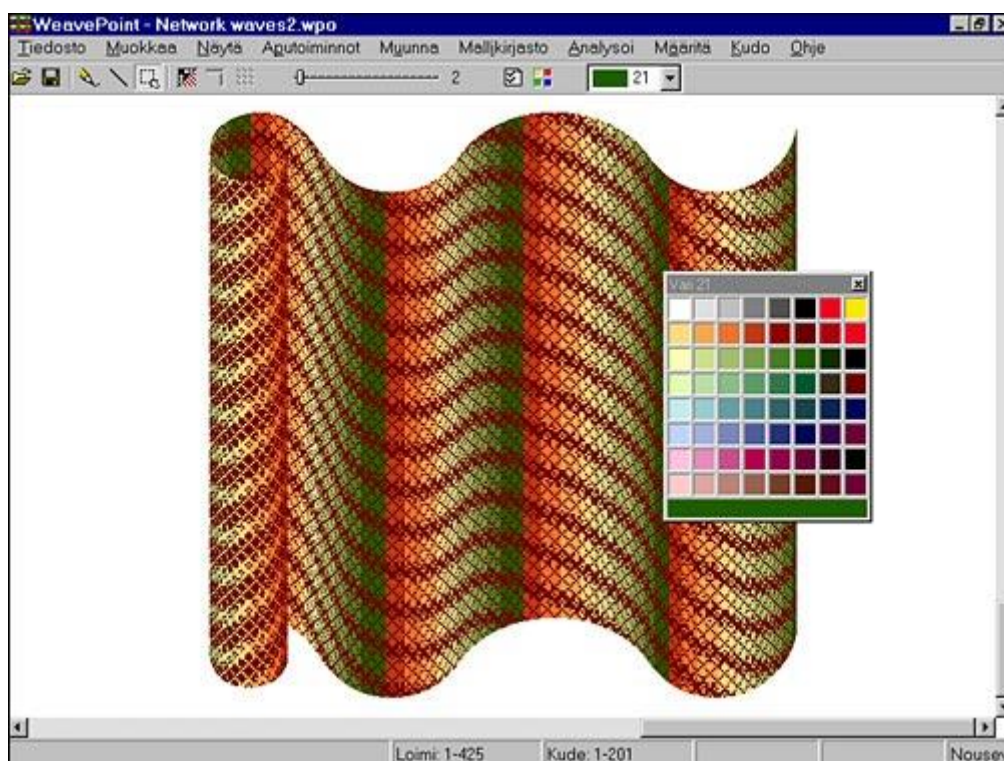 WeavePoint - Network waves2.wpo
Tiedosto Muokkaa Näytä Aputoiminnot Muunna Mallikirjasto Analysoi Määritä Kudo Ohje
2 21
Väri 21
Loimi: 1-425 Kude: 1-201 Nousev